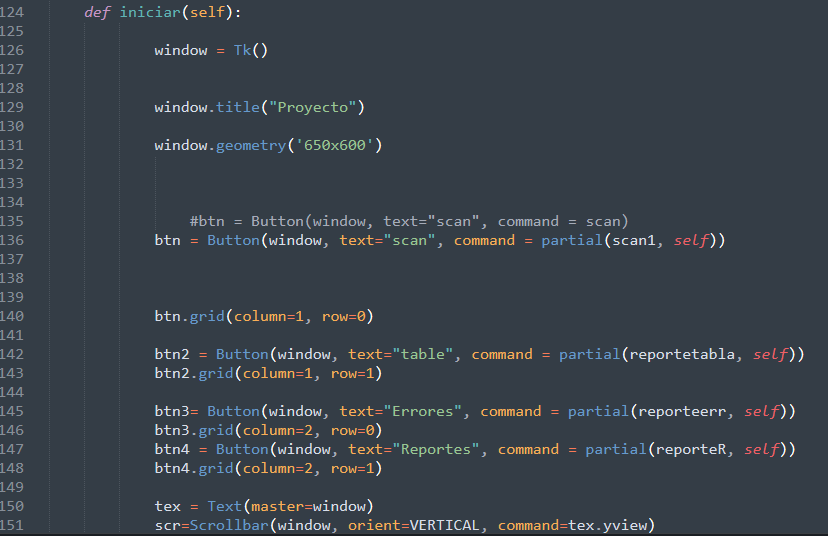 124 def iniciar(self):
125
126 window = Tk()
127
128
129 window.title("Proyecto")
130
131 window.geometry('650x600')
132
133
134
135 #btn = Button(window, text="scan", command = scan)
136 btn = Button(window, text="scan", command = partial(scan1, self))
137
138
139
140 btn.grid(column=1, row=0)
141
142 btn2 = Button(window, text="table", command = partial(reportetabla, self))
143 btn2.grid(column=1, row=1)
144
145 btn3= Button(window, text="Errores", command = partial(reporteerr, self))
146 btn3.grid(column=2, row=0)
147 btn4 = Button(window, text="Reportes", command = partial(reporteR, self))
148 btn4.grid(column=2, row=1)
149
150 tex = Text(master=window)
151 scr=Scrollbar(window, orient=VERTICAL, command=tex.yview)